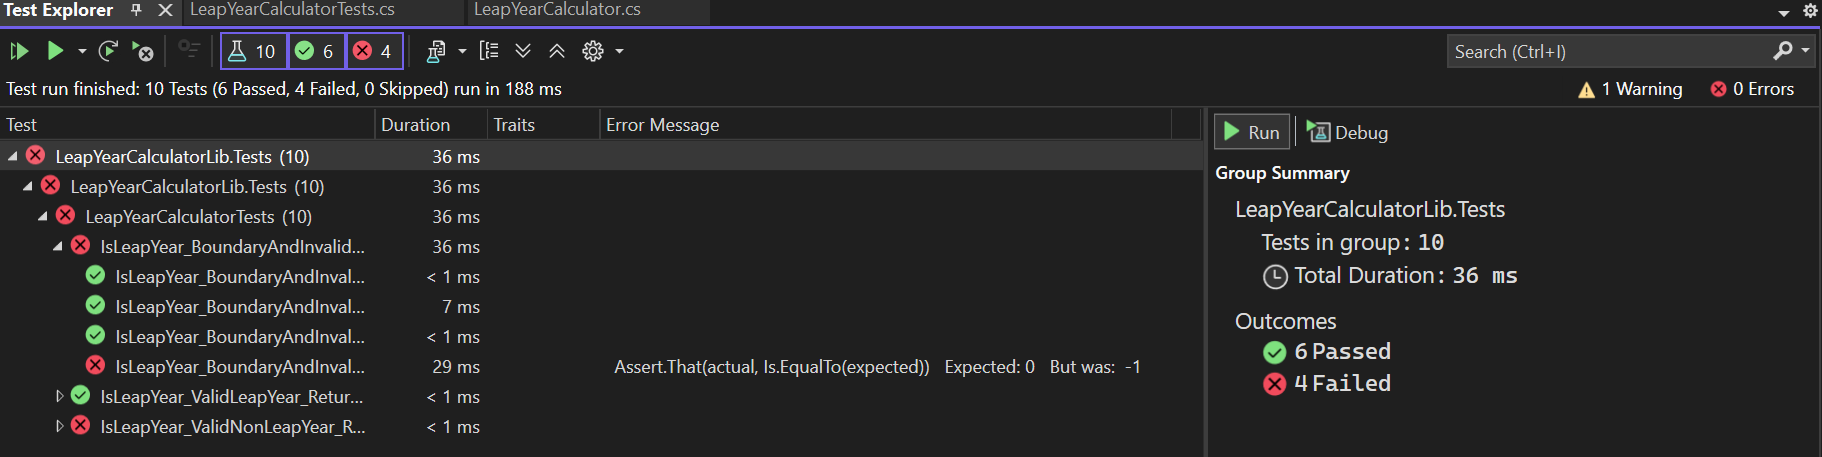 Test Explorer LeapYearCalculatorTests.cs LeapYearCalculator.cs
10 6 4 Search (Ctrl+I)
Test run finished: 10 Tests (6 Passed, 4 Failed, 0 Skipped) run in 188 ms 1 Warning 0 Errors
Test Duration Traits Error Message
LeapYearCalculatorLib.Tests (10) 36 ms
LeapYearCalculatorLib.Tests (10) 36 ms
LeapYearCalculatorTests (10) 36 ms
IsLeapYear_BoundaryAndInvalid... 36 ms
IsLeapYear_BoundaryAndInval... < 1 ms
IsLeapYear_BoundaryAndInval... 7 ms
IsLeapYear_BoundaryAndInval... < 1 ms
IsLeapYear_BoundaryAndInval... 29 ms Assert.That(actual, Is.EqualTo(expected)) Expected: 0 But was: -1
IsLeapYear_ValidLeapYear_Retur... < 1 ms
IsLeapYear_ValidNonLeapYear_R... < 1 ms
Run Debug
Group Summary
LeapYearCalculatorLib.Tests
Tests in group: 10
Total Duration: 36 ms
Outcomes
6 Passed
4 Failed